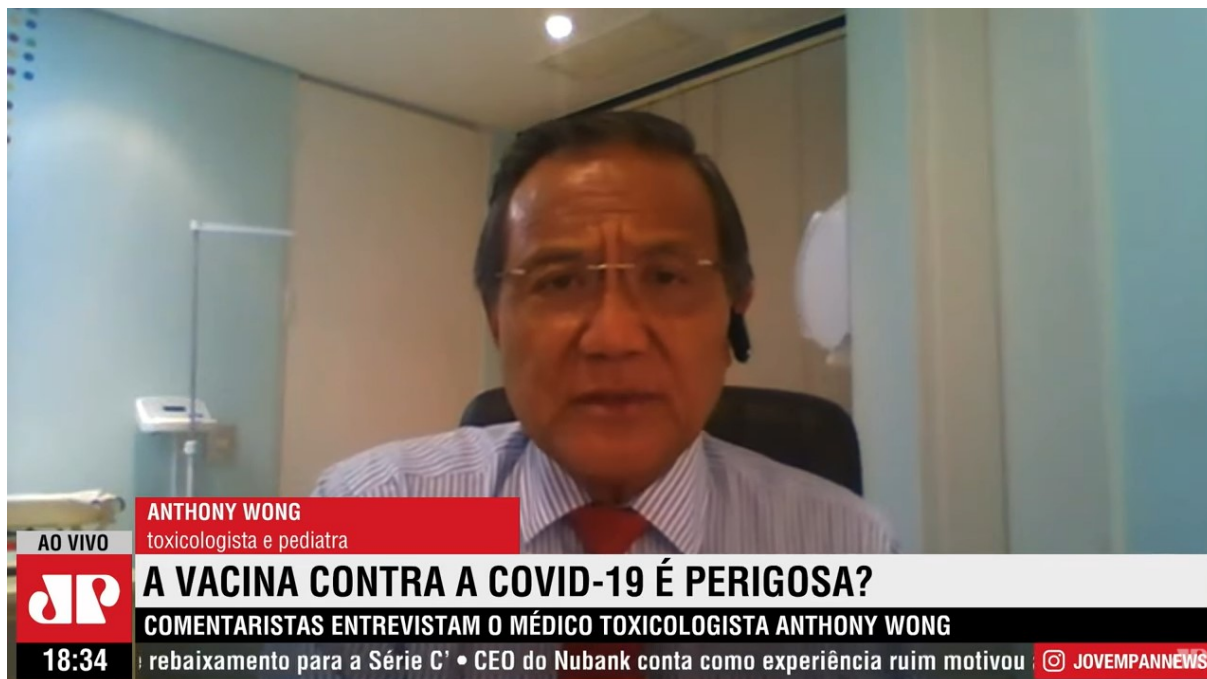 ANTHONY WONG
toxicologista e pediatra
AO VIVO
JP
A VACINA CONTRA A COVID-19 É PERIGOSA?
COMENTARISTAS ENTREVISTAM O MÉDICO TOXICOLOGISTA ANTHONY WONG
18:34
rebaixamento para a Série C’ • CEO do Nubank conta como experiência ruim motivou
JOVEMPANNEWS